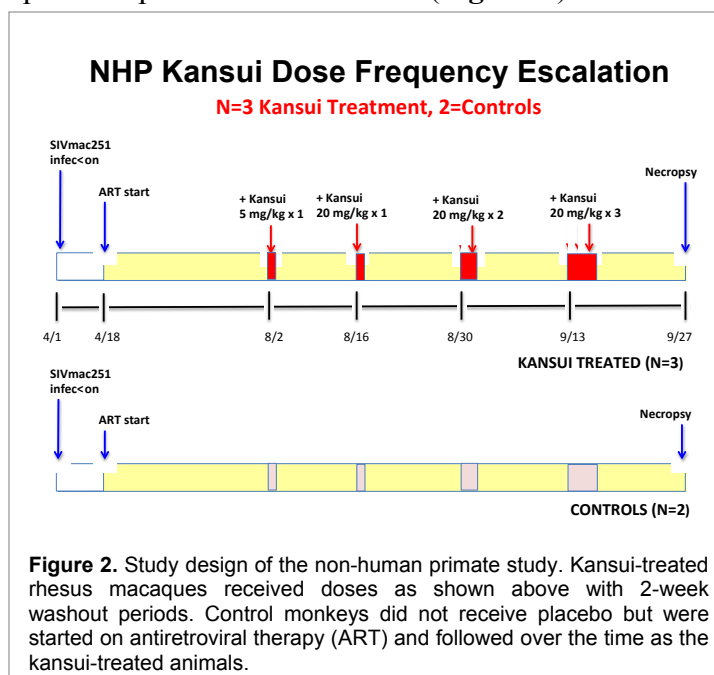 NHP Kansui Dose Frequency Escalation
N=3 Kansui Treatment, 2=Controls
SIVmac251
infec<on
ART start
+ Kansui
5 mg/kg x 1
+ Kansui
20 mg/kg x 1
+ Kansui
20 mg/kg x 2
+ Kansui
20 mg/kg x 3
Necropsy
4/1 4/18 8/2 8/16 8/30 9/13 9/27
KANSUI TREATED (N=3)
SIVmac251
infec<on
ART start
Necropsy
CONTROLS (N=2)
Figure 2. Study design of the non-human primate study. Kansui-treated
rhesus macaques received doses as shown above with 2-week
washout periods. Control monkeys did not receive placebo but were
started on antiretroviral therapy (ART) and followed over the time as the
kansui-treated animals.